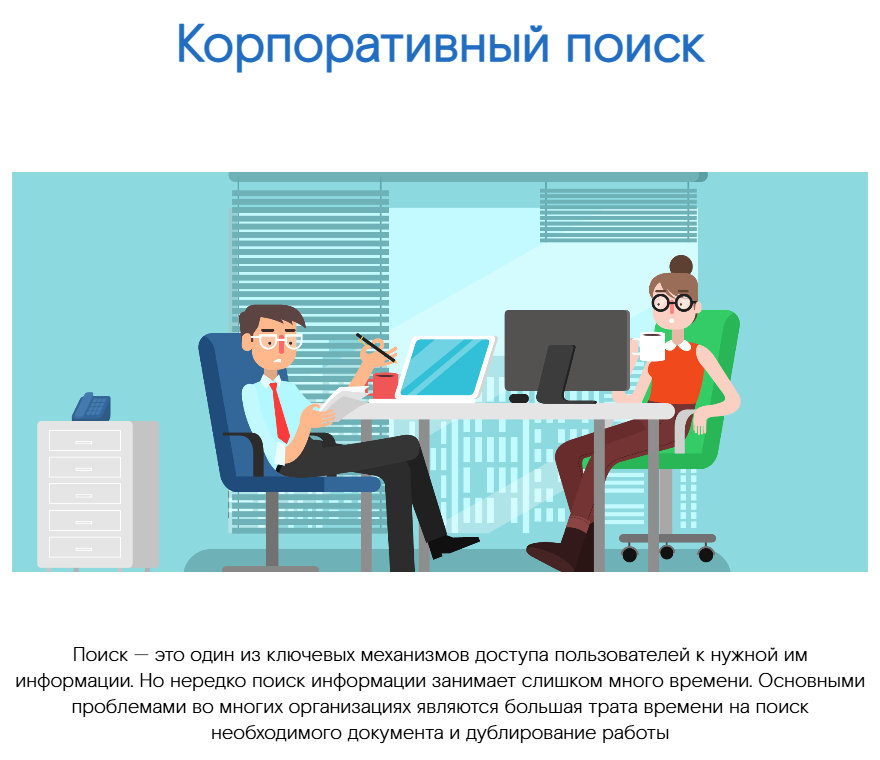 Корпоративный поиск
Поиск — это один из ключевых механизмов доступа пользователей к нужной им
информации. Но нередко поиск информации занимает слишком много времени. Основными
проблемами во многих организациях являются большая трата времени на поиск
необходимого документа и дублирование работы